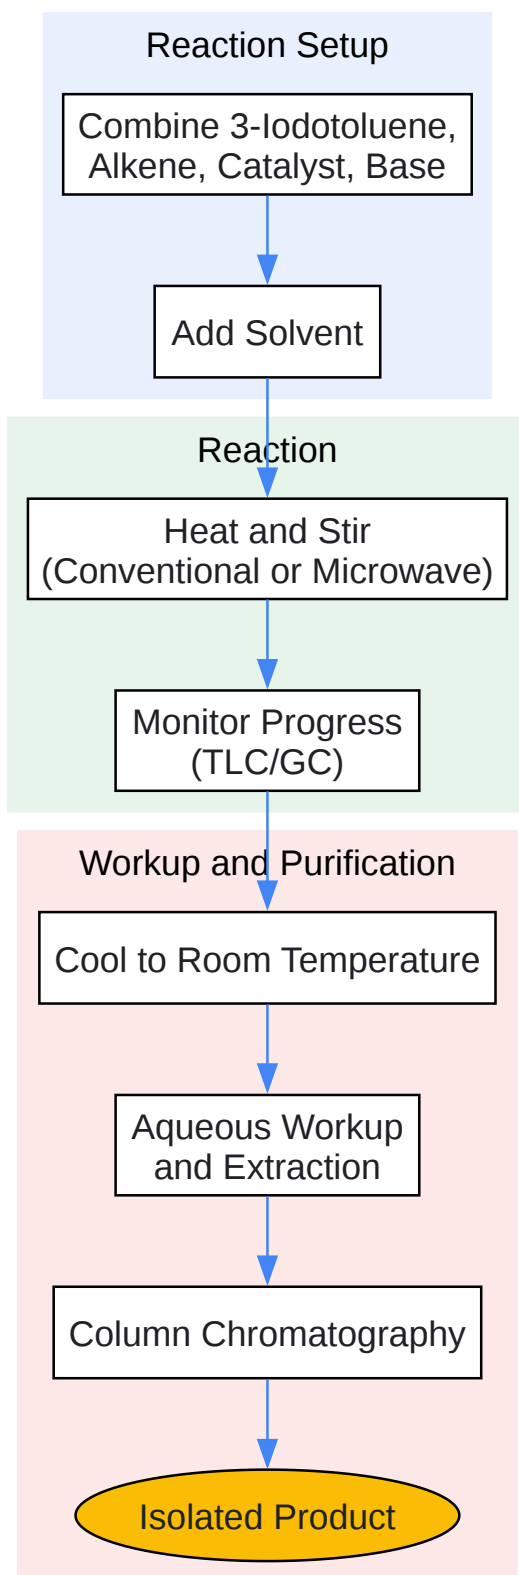 Reaction Setup
Combine 3-Iodotoluene,
Alkene, Catalyst, Base
Add Solvent
Reaction
Heat and Stir
(Conventional or Microwave)
Monitor Progress
(TLC/GC)
Workup and Purification
Cool to Room Temperature
Aqueous Workup
and Extraction
Column Chromatography
Isolated Product